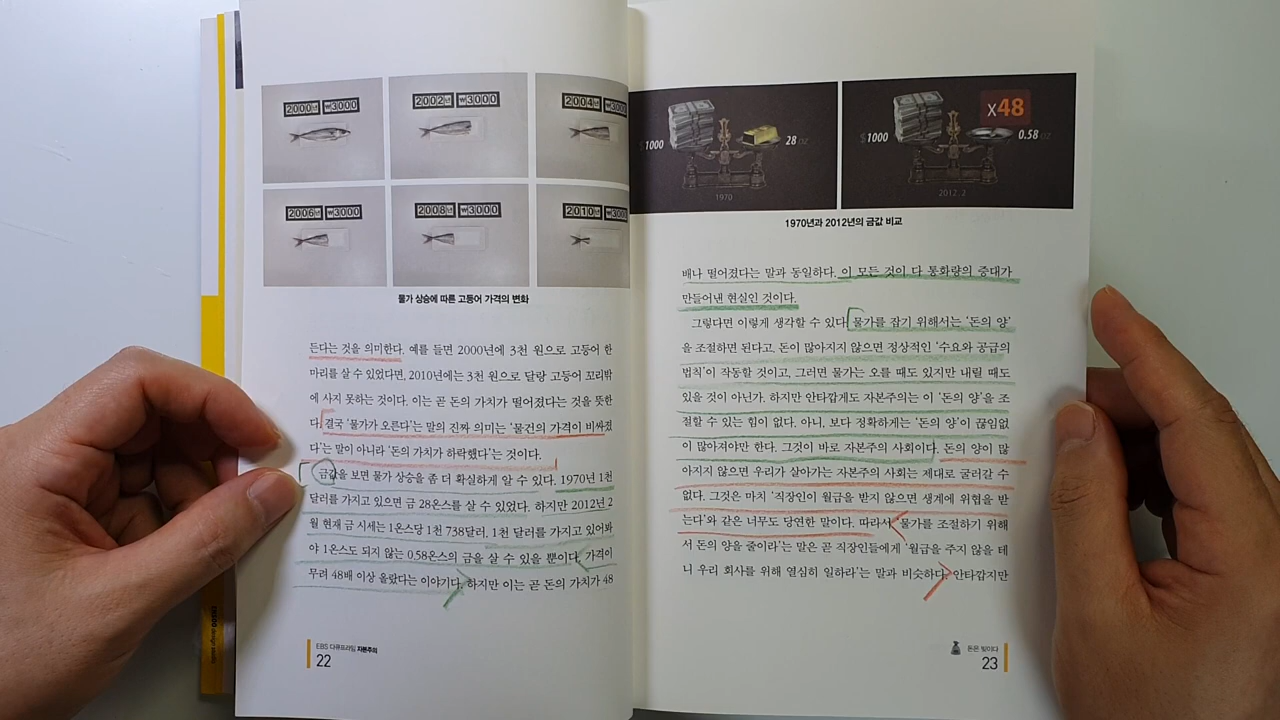 2000년 ₩3000
2002년 ₩3000
2004년 ₩3000
2006년 ₩3000
2008년 ₩3000
2010년 ₩3000
물가 상승에 따른 고등어 가격의 변화
든다는 것을 의미한다. 예를 들면 2000년에 3천 원으로 고등어 한
마리를 살 수 있었다면, 2010년에는 3천 원으로 달랑 고등어 꼬리밖
에 사지 못하는 것이다. 이는 곧 돈의 가치가 떨어졌다는 것을 뜻한
다. 결국 '물가가 오른다'는 말의 진짜 의미는 '물건의 가격이 비싸졌
다'는 말이 아니라 '돈의 가치가 하락했다'는 것이다.
금값을 보면 물가 상승을 좀 더 확실하게 알 수 있다. 1970년 1천
달러를 가지고 있으면 금 28온스를 살 수 있었다. 하지만 2012년 2
월 현재 금 시세는 1온스당 1천 738달러. 1천 달러를 가지고 있어봐
야 1온스도 되지 않는 0.58온스의 금을 살 수 있을 뿐이다. 가격이
무려 48배 이상 올랐다는 이야기다. 하지만 이는 곧 돈의 가치가 48
EBS 다큐프라임 자본주의
22
$1000
28 OZ
1970
$1000
X48
0.58 OZ
2012. 2
1970년과 2012년의 금값 비교
배나 떨어졌다는 말과 동일하다. 이 모든 것이 다 통화량의 증대가
만들어낸 현실인 것이다.
그렇다면 이렇게 생각할 수 있다. 물가를 잡기 위해서는 '돈의 양'
을 조절하면 된다고, 돈이 많아지지 않으면 정상적인 '수요와 공급의
법칙'이 작동할 것이고, 그러면 물가는 오를 때도 있지만 내릴 때도
있을 것이 아닌가. 하지만 안타깝게도 자본주의는 이 '돈의 양'을 조
절할 수 있는 힘이 없다. 아니, 보다 정확하게는 '돈의 양'이 끊임없
이 많아져야만 한다. 그것이 바로 자본주의 사회이다. 돈의 양이 많
아지지 않으면 우리가 살아가는 자본주의 사회는 제대로 굴러갈 수
없다. 그것은 마치 '직장인이 월급을 받지 않으면 생계에 위협을 받
는다'와 같은 너무도 당연한 말이다. 따라서 '물가를 조절하기 위해
서 돈의 양을 줄이라'는 말은 곧 직장인들에게 '월급을 주지 않을 테
니 우리 회사를 위해 열심히 일하라'는 말과 비슷하다. 안타깝지만
돈은 빚이다
23